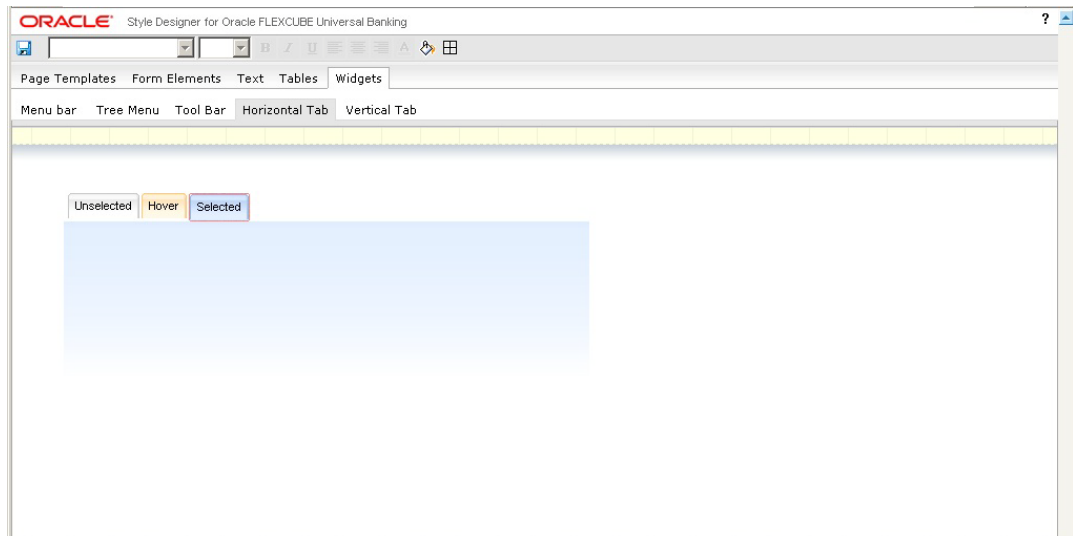 ORACLE® Style Designer for Oracle FLEXCUBE Universal Banking ?
B I U A
Page Templates Form Elements Text Tables Widgets
Menu bar Tree Menu Tool Bar Horizontal Tab Vertical Tab
Unselected Hover Selected